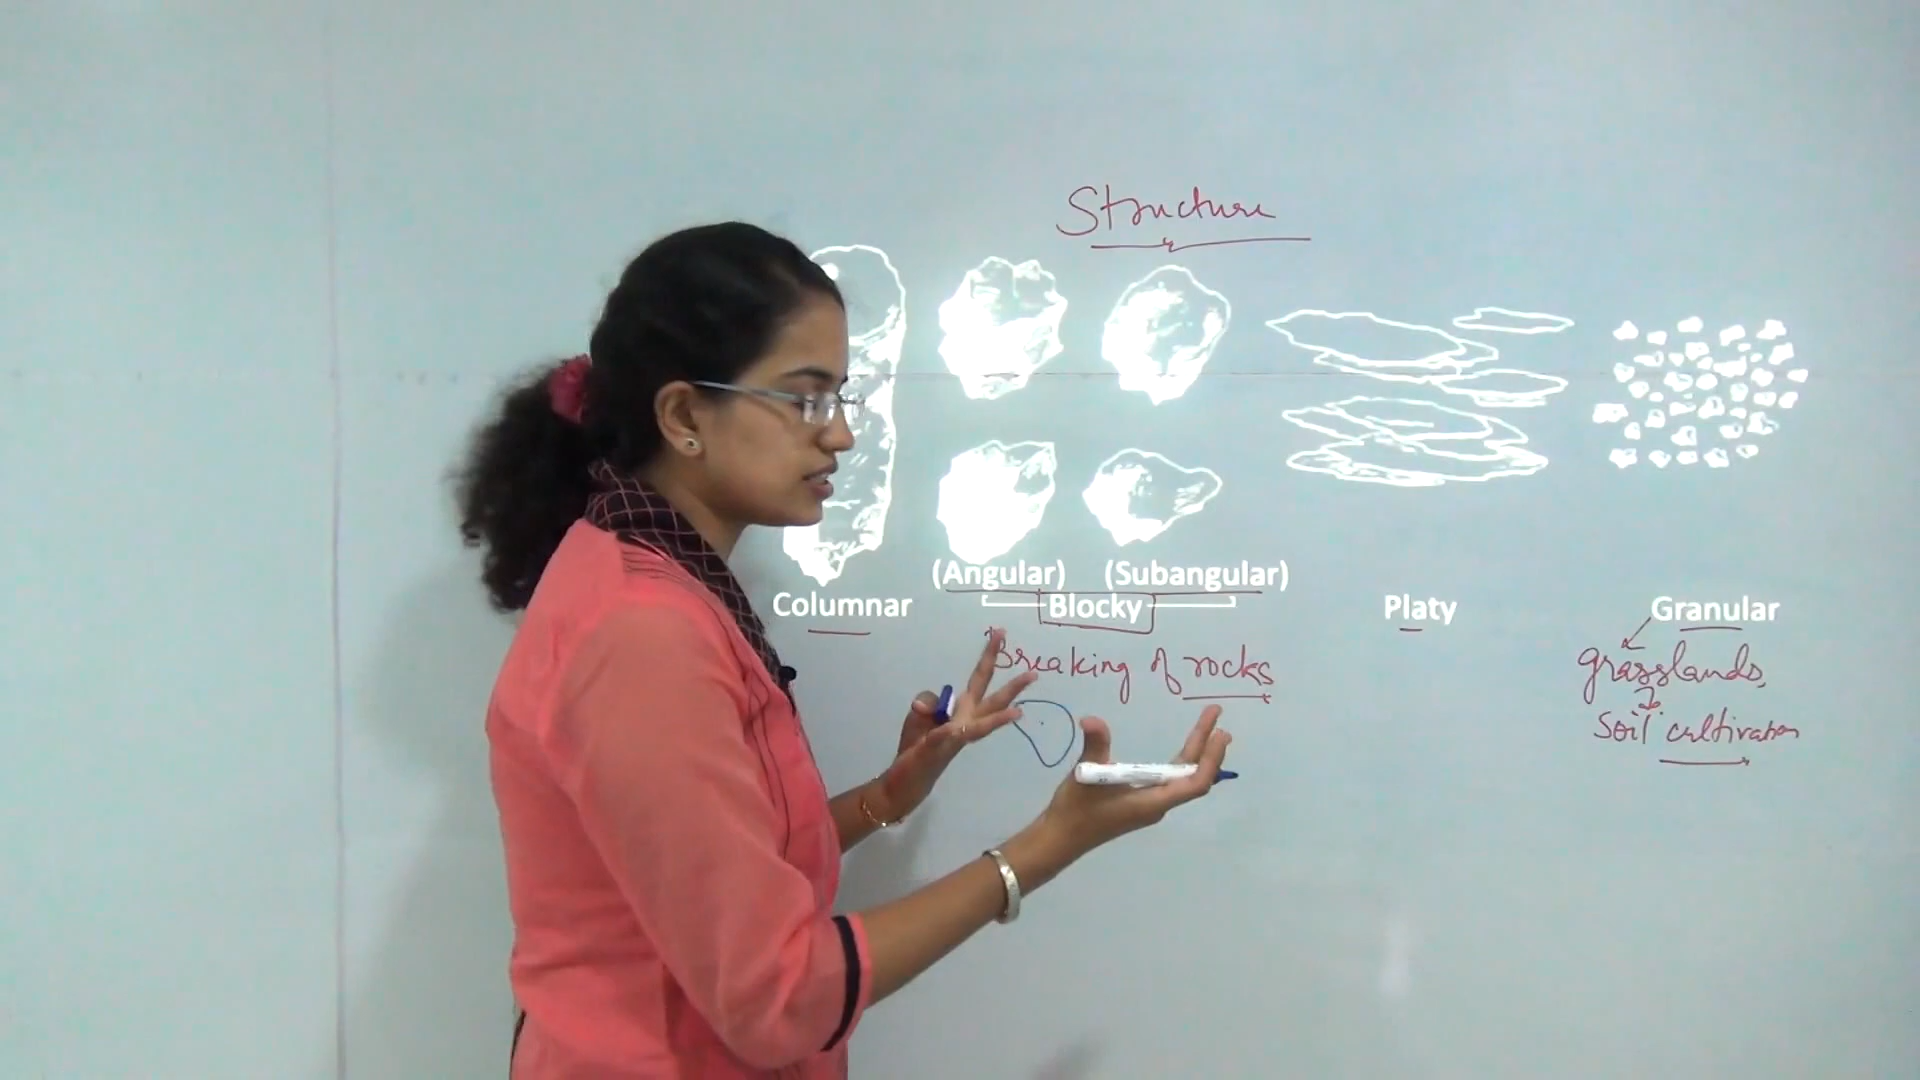 Structure
(Angular) (Subangular)
Columnar Blocky Platy Granular
Breaking of rocks
grasslands,
Soil cultivation